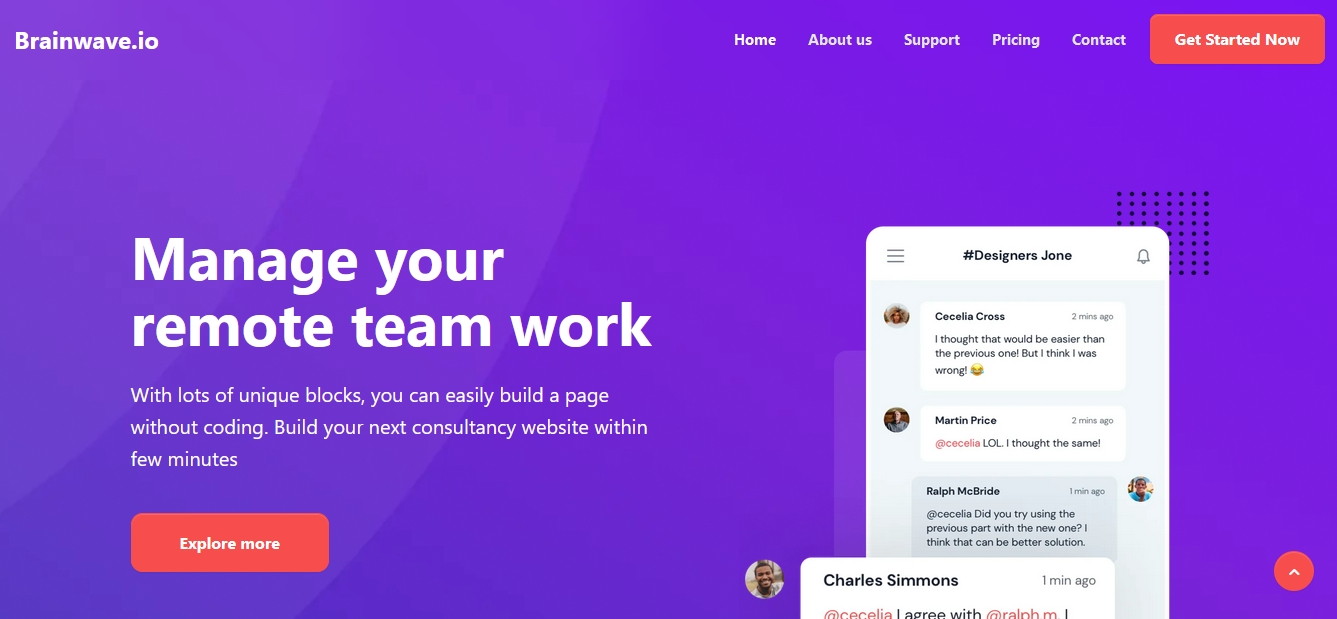 Brainwave.io
Home About us Support Pricing Contact Get Started Now
Manage your
remote team work
With lots of unique blocks, you can easily build a page
without coding. Build your next consultancy website within
few minutes
Explore more
#Designers Jone
Cecelia Cross 2 mins ago
I thought that would be easier than
the previous one! But I think I was
wrong! 😂
Martin Price 2 mins ago
@cecelia LOL. I thought the same!
Ralph McBride 1 min ago
@cecelia Did you try using the
previous part with the new one? I
think that can be better solution.
Charles Simmons 1 min ago
@cecelia I agree with @ralph.m. I